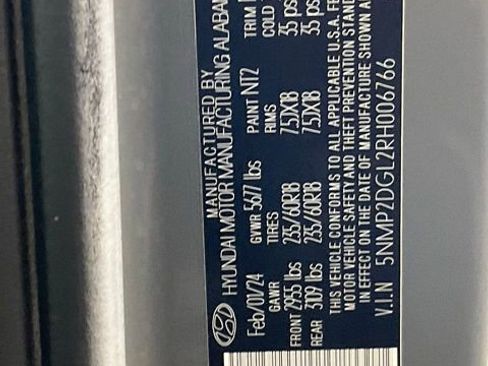 MANUFACTURED BY
HYUNDAI MOTOR MANUFACTURING ALABAMA
Feb/01/24 GVWR 5677 lbs PAINT NT2 TRIM
GAWR TIRES RIMS COLD
FRONT 2955 lbs 235/60R18 7.5JX18 35 psi
REAR 3109 lbs 235/60R18 7.5JX18 35 psi
THIS VEHICLE CONFORMS TO ALL APPLICABLE U.S.A. FE
MOTOR VEHICLE SAFETY AND THEFT PREVENTION STAND
IN EFFECT ON THE DATE OF MANUFACTURE SHOWN A
V.I.N 5NMP2DGL2RH006766